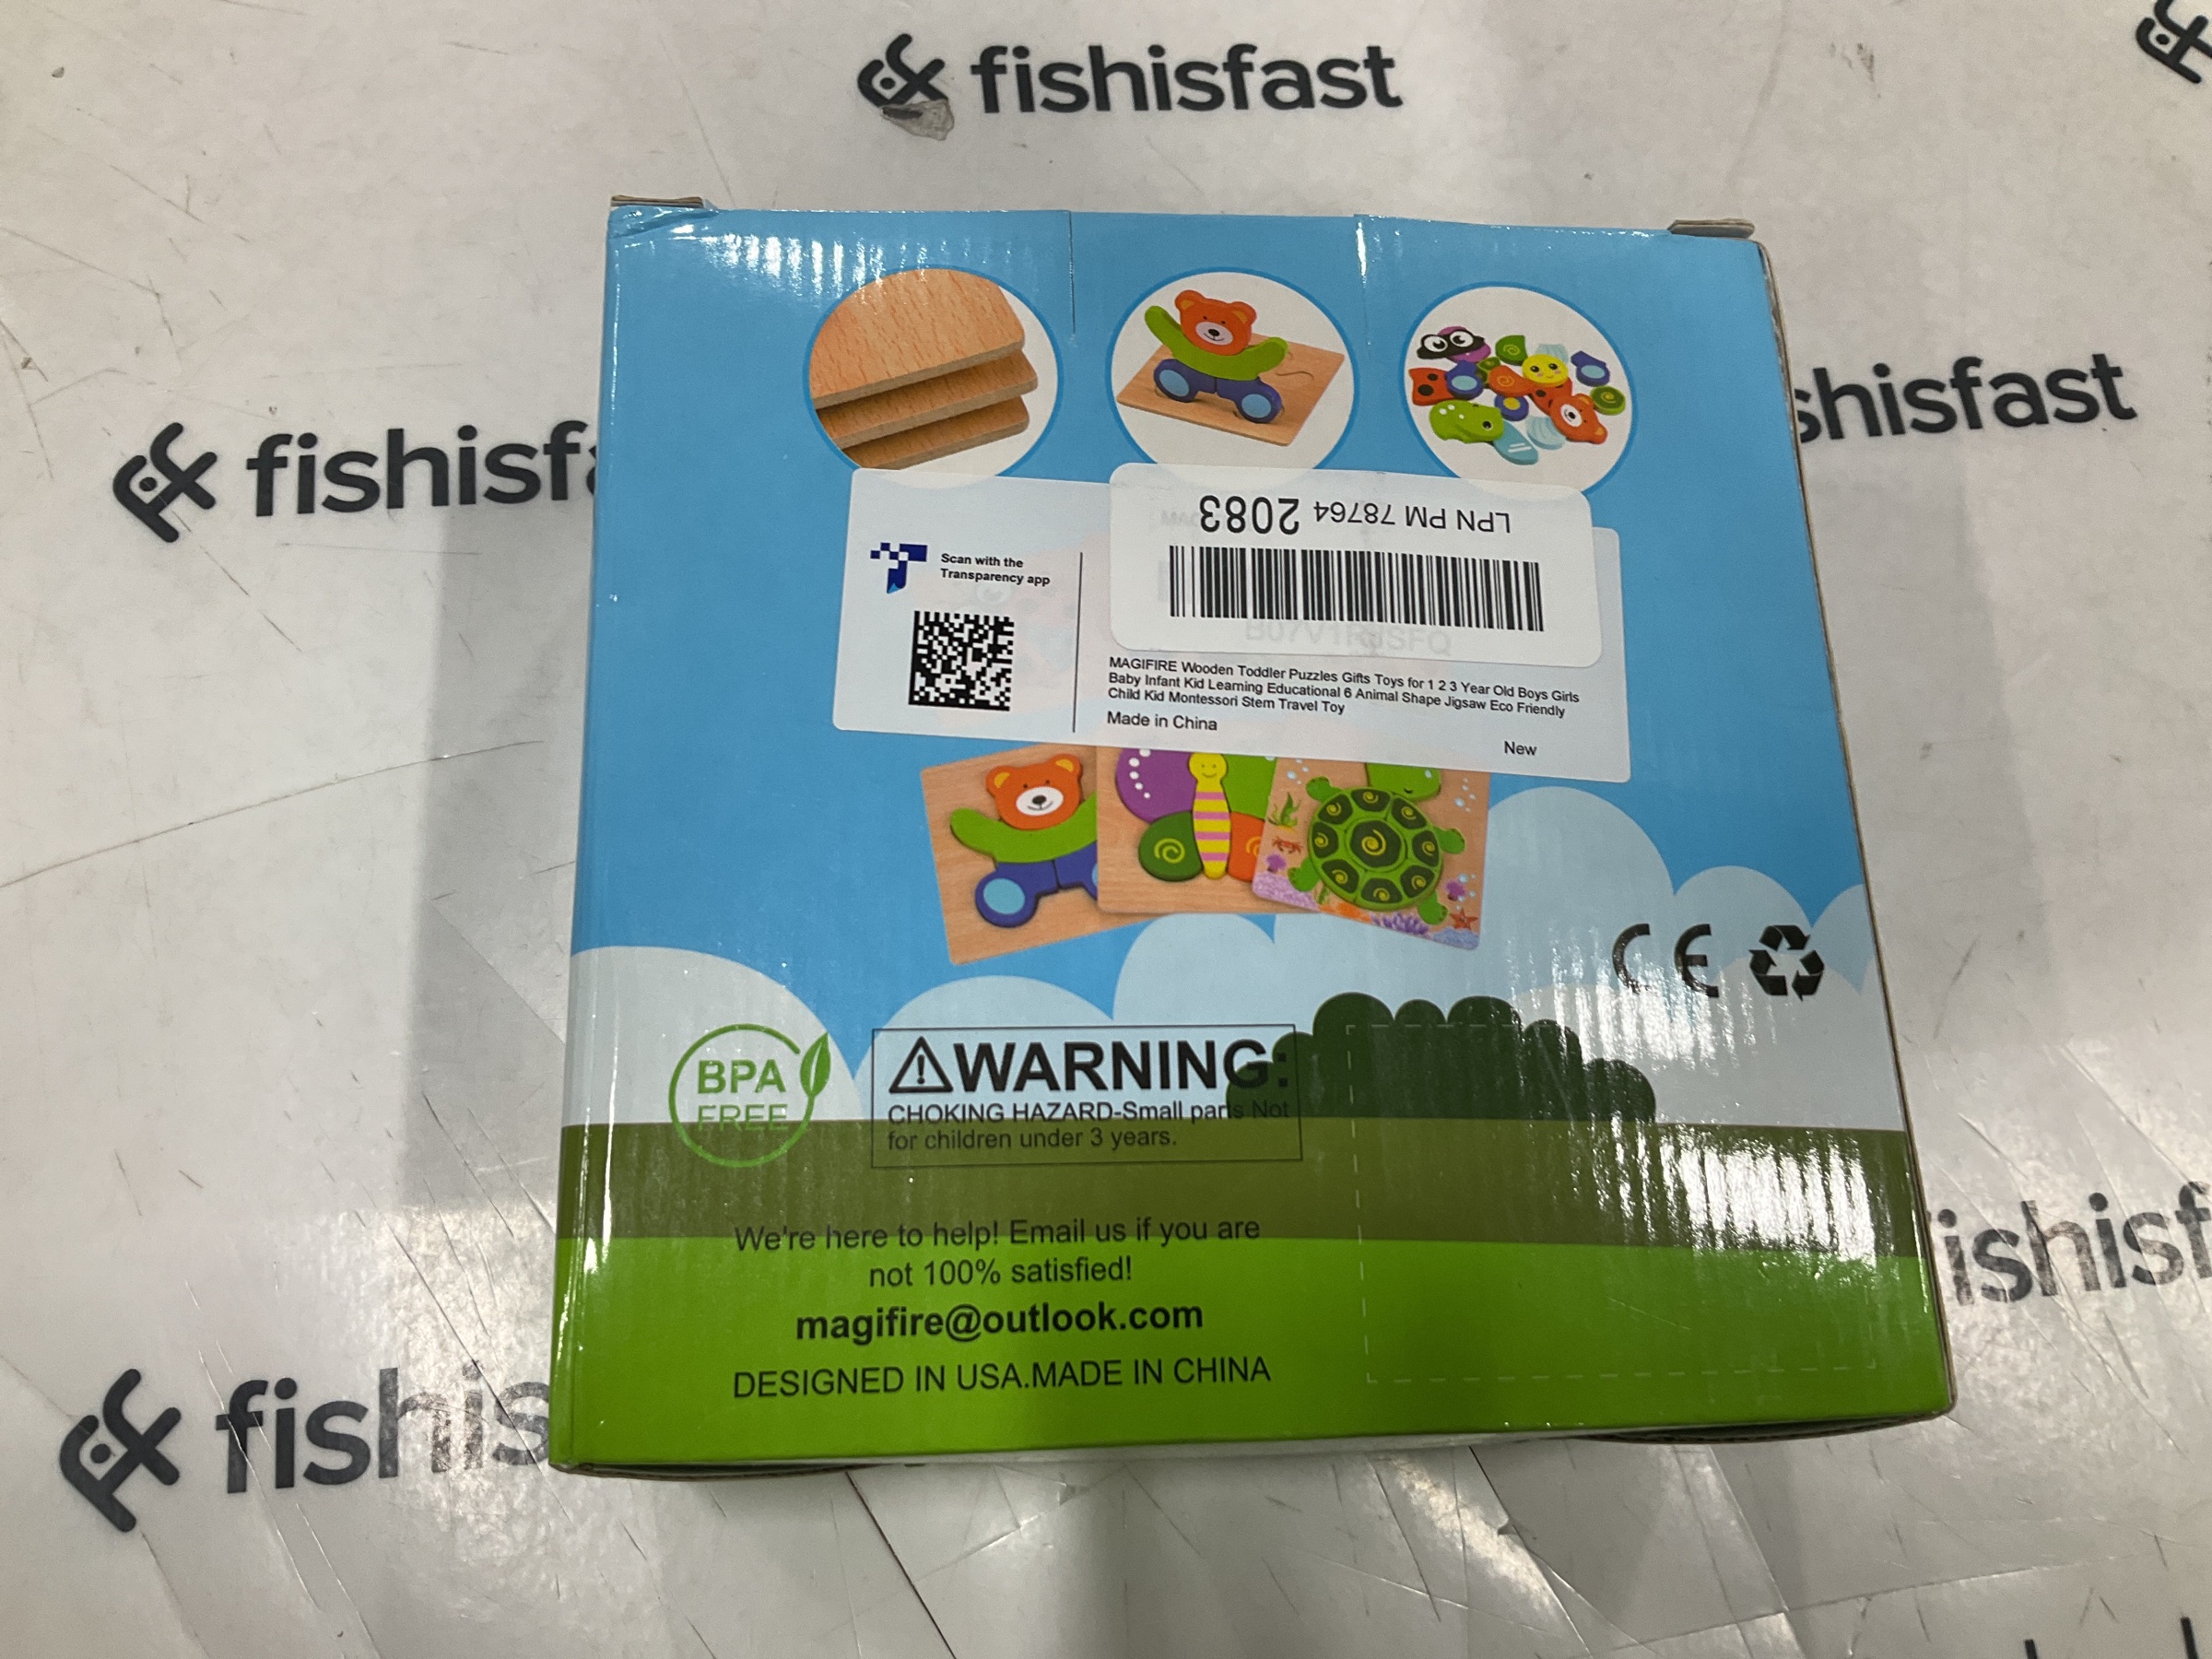 fishisfast
fishisf
shisfast
LPN PM 78764 2083
Scan with the
Transparency app
MAGIFIRE Wooden Toddler Puzzles Gifts Toys for 1 2 3 Year Old Boys Girls
Baby Infant Kid Learning Educational 6 Animal Shape Jigsaw Eco Friendly
Child Kid Montessori Stem Travel Toy
Made in China
New
CE
BPA
FREE
WARNING:
CHOKING HAZARD-Small parts Not
for children under 3 years.
ishisf
We're here to help! Email us if you are
not 100% satisfied!
magifire@outlook.com
DESIGNED IN USA.MADE IN CHINA
fishis